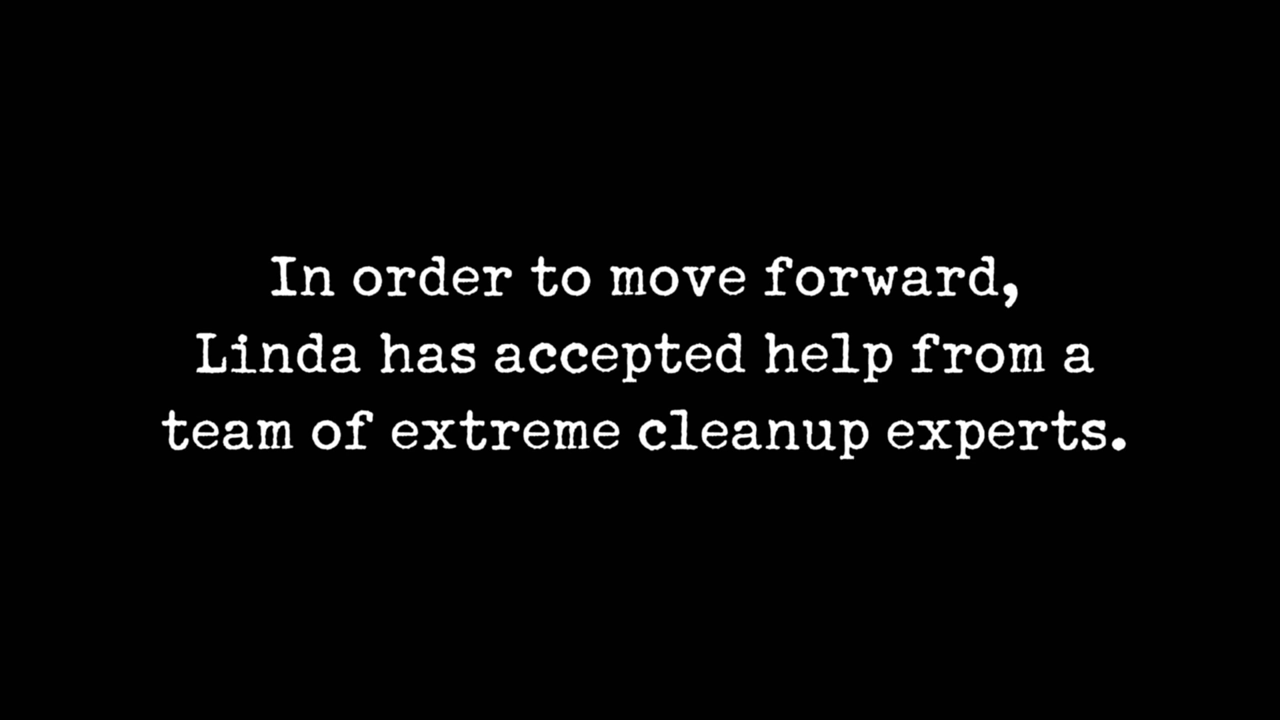 In order to move forward,
Linda has accepted help from a
team of extreme cleanup experts.